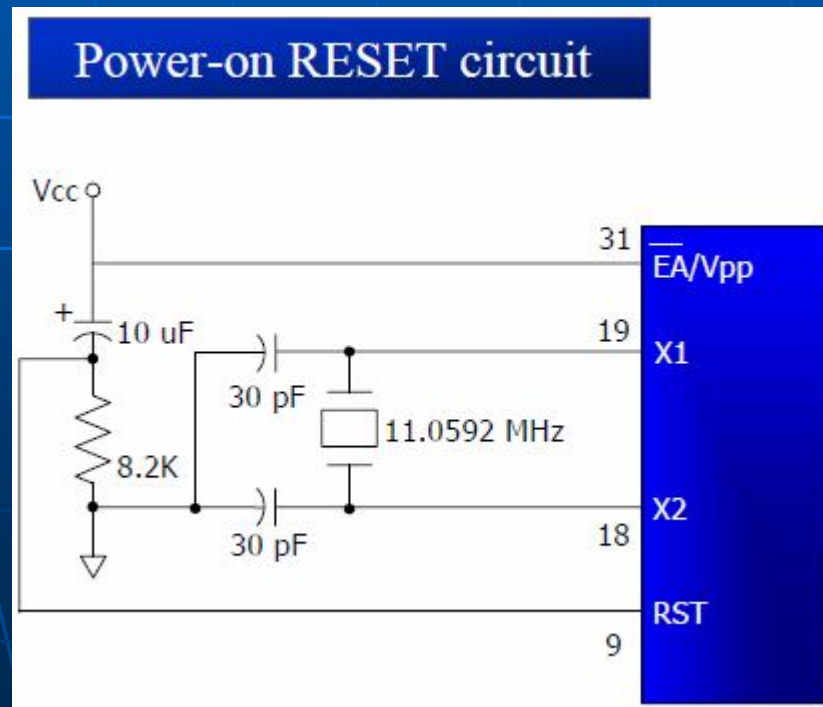 Power-on RESET circuit
Vcc
31
EA/Vpp
+
10 uF
19
X1
30 pF
11.0592 MHz
8.2K
X2
30 pF
18
RST
9